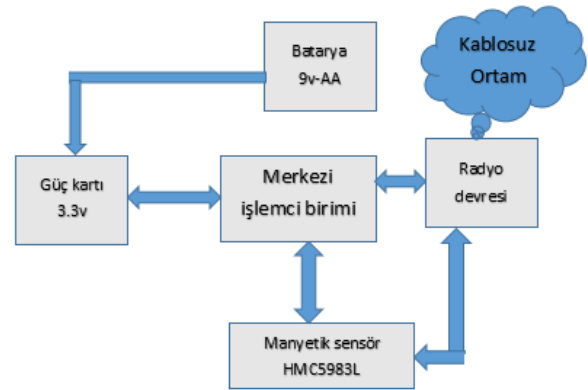 Batarya
9v-AA
Kablosuz
Ortam
Güç kartı
3.3v
Merkezi
işlemci birimi
Radyo
devresi
Manyetik sensör
HMC5983L